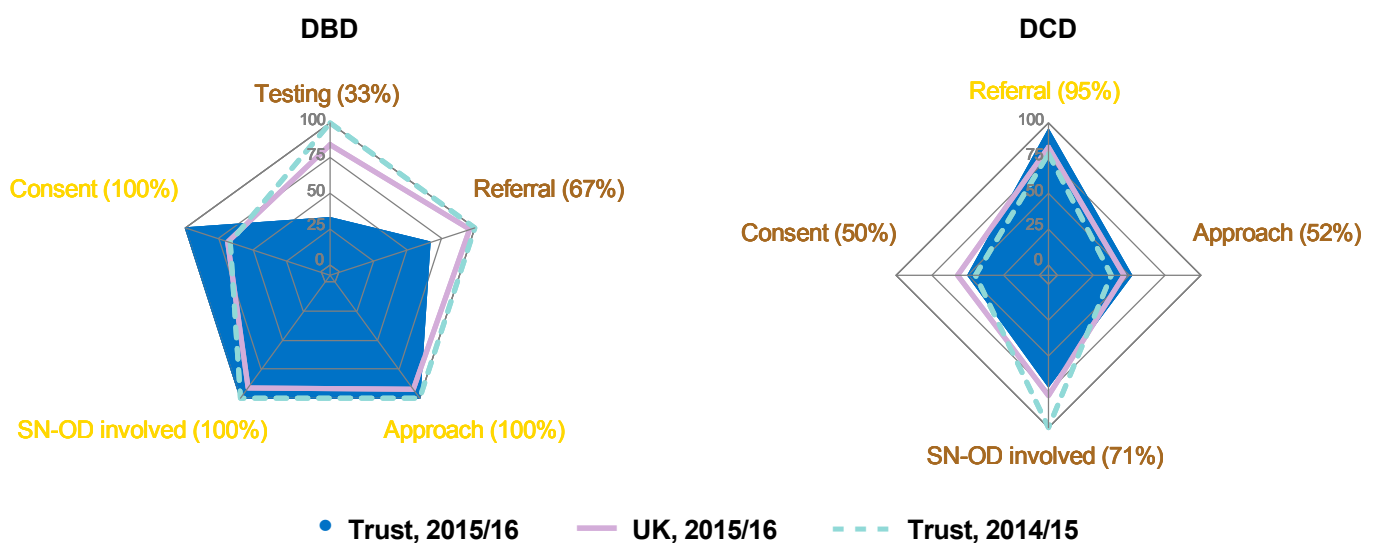 DBD
DCD
Testing (33%)
Referral (95%)
100
75
50
25
0
100
75
50
25
0
Consent (100%)
Referral (67%)
Consent (50%)
Approach (52%)
SN-OD involved (100%)
Approach (100%)
SN-OD involved (71%)
Trust, 2015/16
UK, 2015/16
Trust, 2014/15